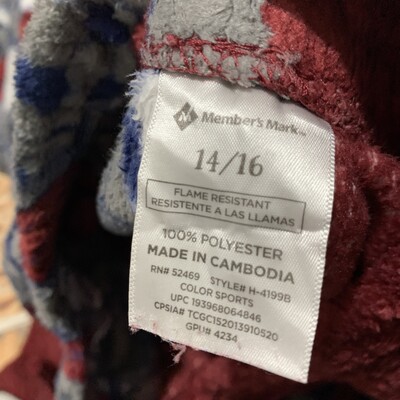 Member's Mark™
14/16
FLAME RESISTANT
RESISTENTE A LAS LLAMAS
100% POLYESTER
MADE IN CAMBODIA
RN# 52469 STYLE# H-4199B
COLOR SPORTS
UPC 193968064846
CPSIA# TCGC152013910520
GPU# 4234